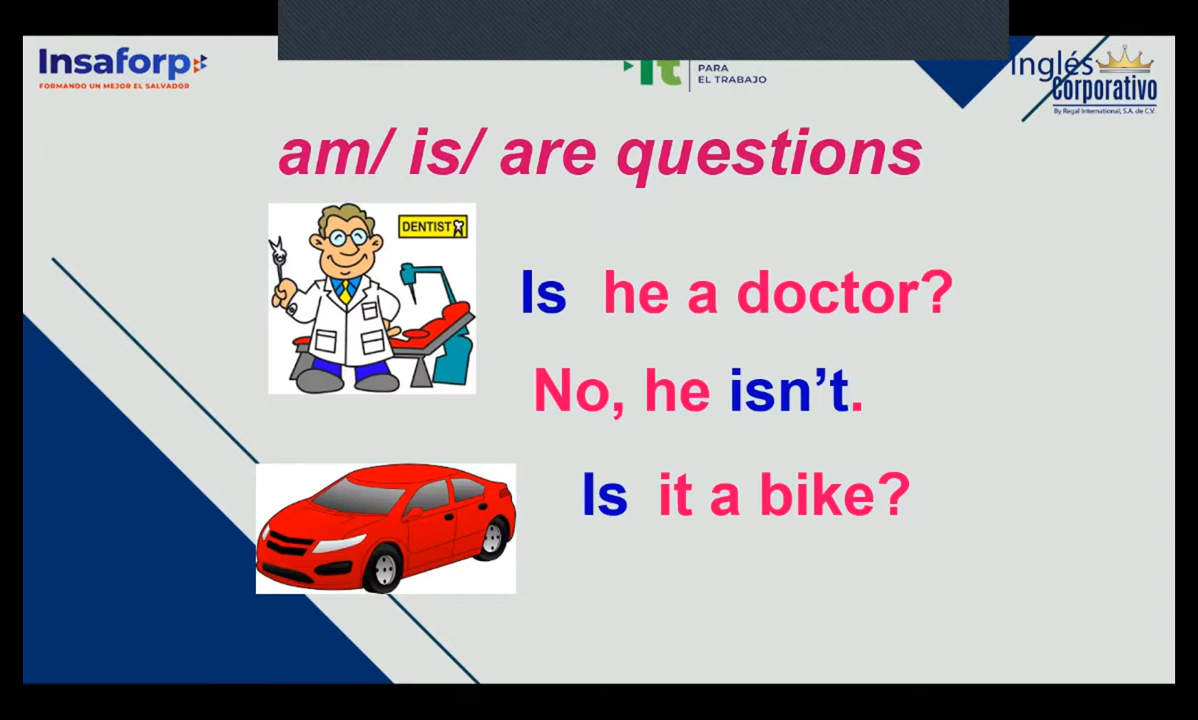 Insaforp
FORMANDO UN MEJOR EL SALVADOR
it
PARA
EL TRABAJO
Inglés
Corporativo
By Regal International, S.A. de C.V.
am/ is/ are questions
DENTIST
Is he a doctor?
No, he isn't.
Is it a bike?